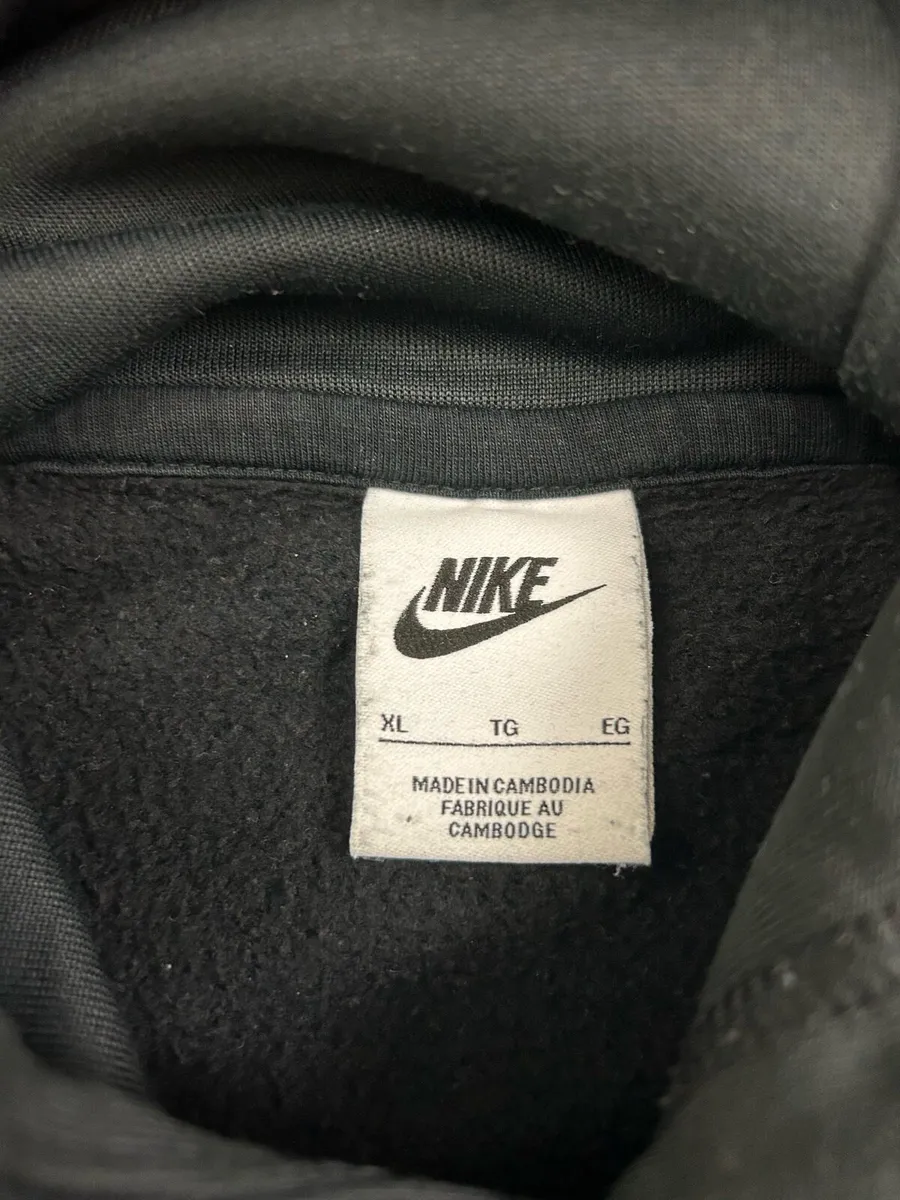 NIKE
XL TG EG
MADE IN CAMBODIA
FABRIQUE AU
CAMBODGE